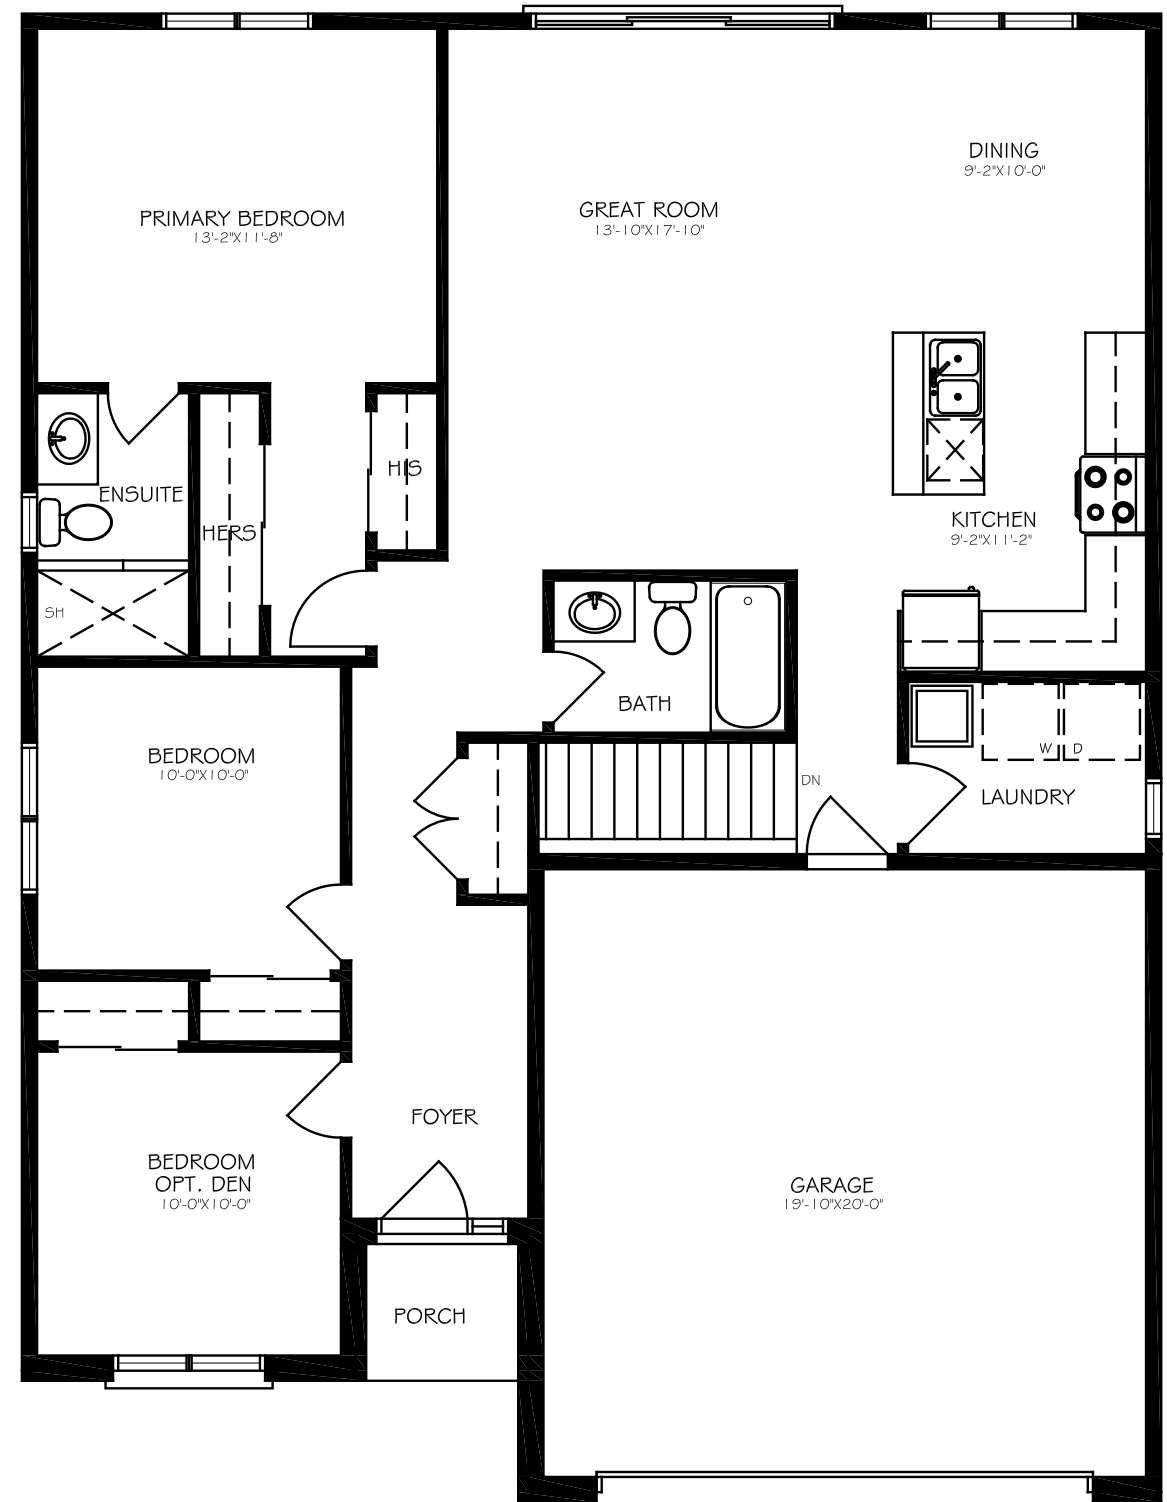 DINING
9'-2"X10'-0"
PRIMARY BEDROOM
13'-2"X11'-8"
GREAT ROOM
13'-10"X17'-10"
HIS
ENSUITE
HERS
KITCHEN
9'-2"X11'-2"
SH
BATH
BEDROOM
10'-0"X10'-0"
W D
DN
LAUNDRY
FOYER
BEDROOM
OPT. DEN
10'-0"X10'-0"
GARAGE
19'-10"X20'-0"
PORCH